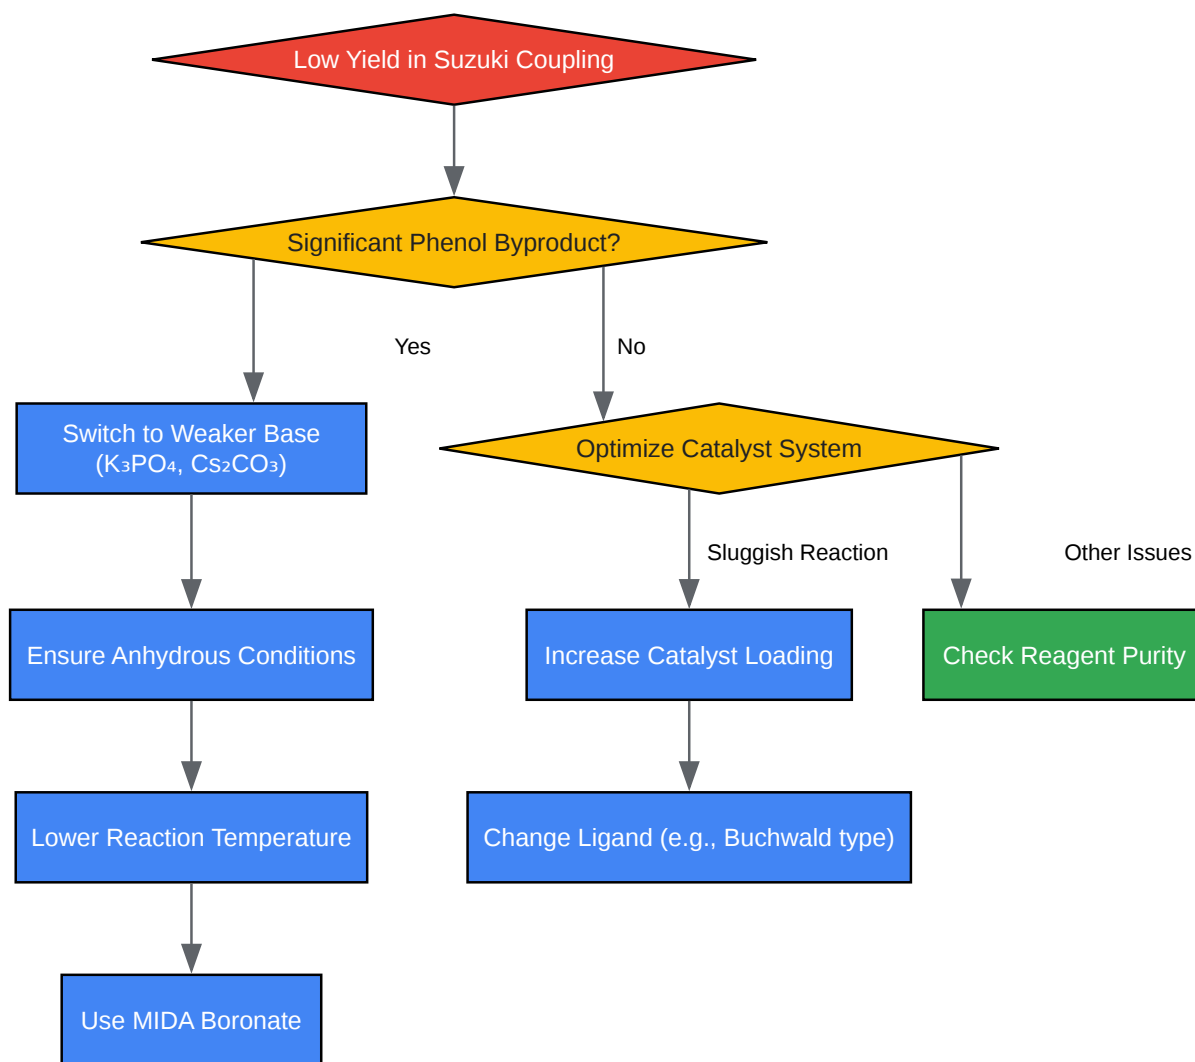 Low Yield in Suzuki Coupling
Significant Phenol Byproduct?
Yes
No
Switch to Weaker Base
(K₃PO₄, Cs₂CO₃)
Optimize Catalyst System
Sluggish Reaction
Other Issues
Ensure Anhydrous Conditions
Increase Catalyst Loading
Check Reagent Purity
Lower Reaction Temperature
Change Ligand (e.g., Buchwald type)
Use MIDA Boronate